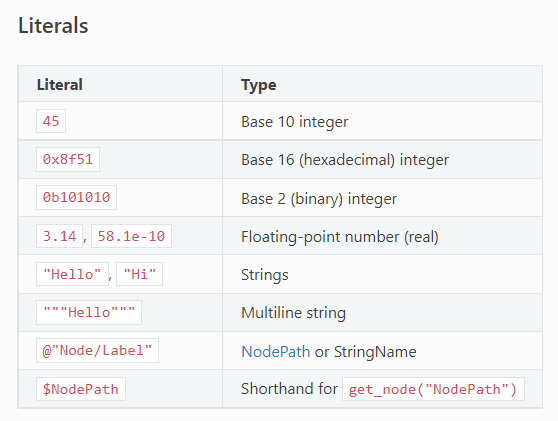 Literals
Literal Type
45 Base 10 integer
0x8f51 Base 16 (hexadecimal) integer
0b101010 Base 2 (binary) integer
3.14, 58.1e-10 Floating-point number (real)
"Hello", "Hi" Strings
"""Hello""" Multiline string
@"Node/Label" NodePath or StringName
$NodePath Shorthand for get_node("NodePath")